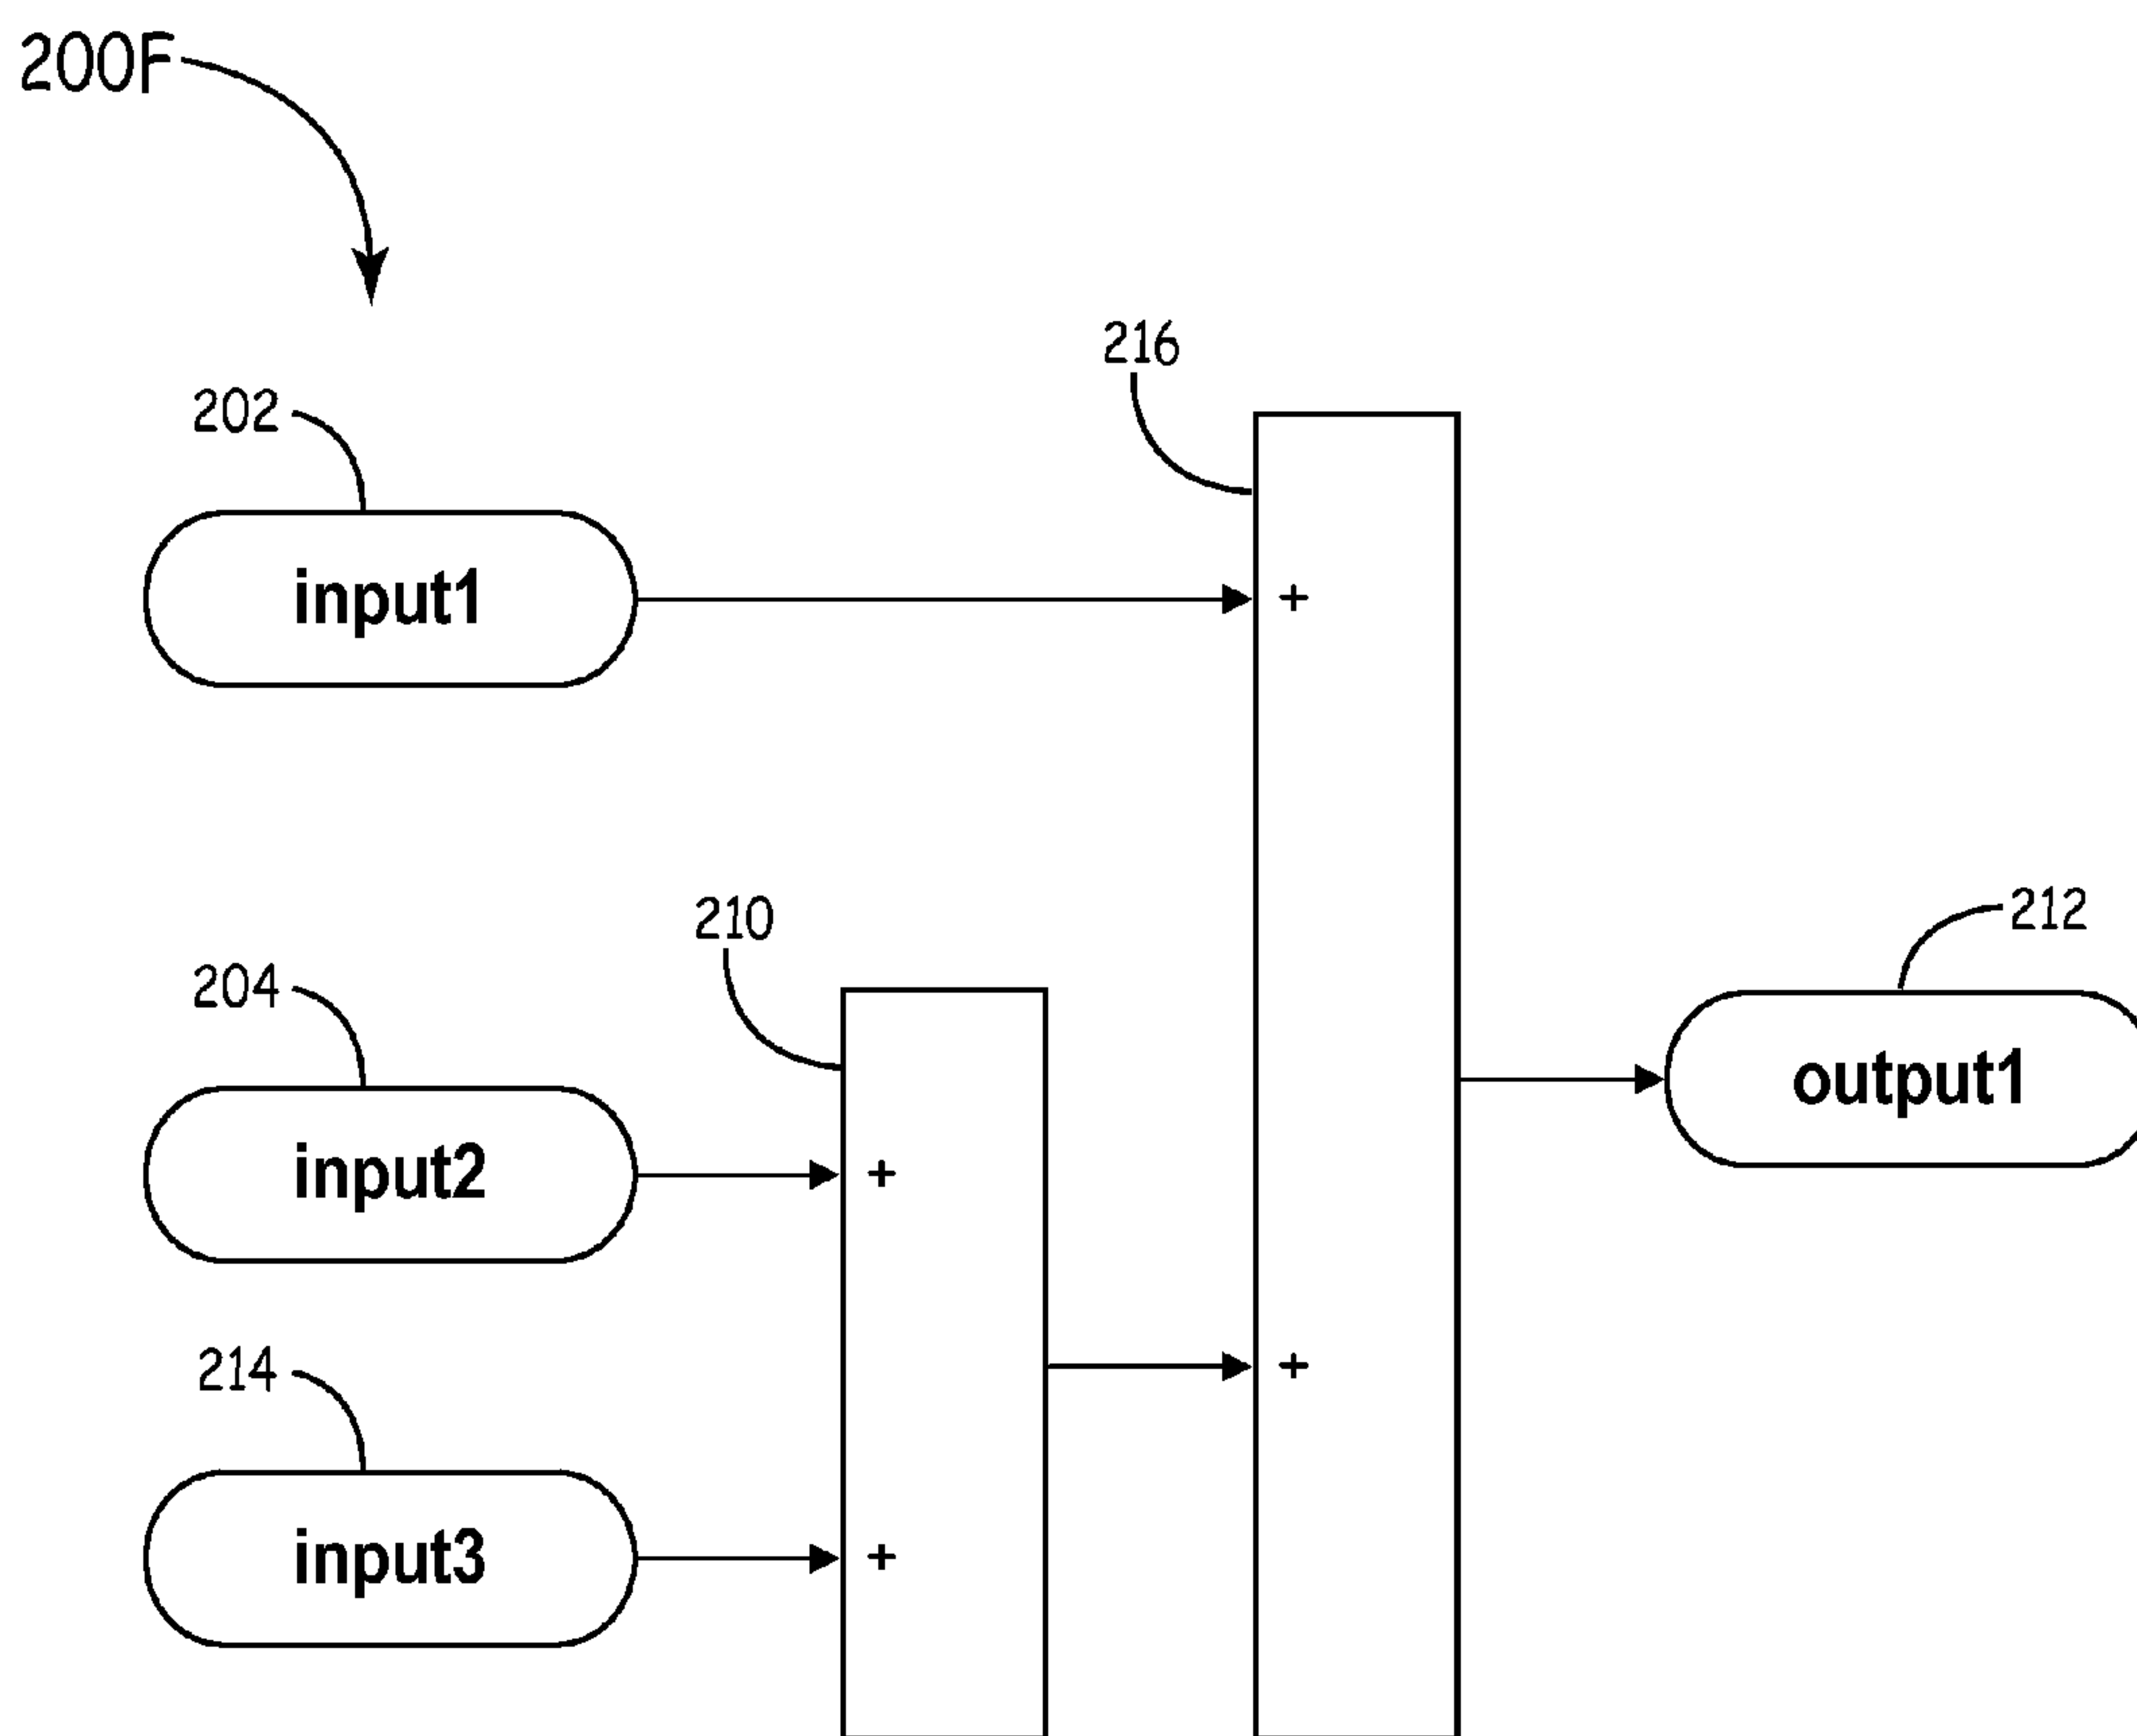 200F
216
202
input1
+
210
212
204
output1
input2
+
214
+
input3
+